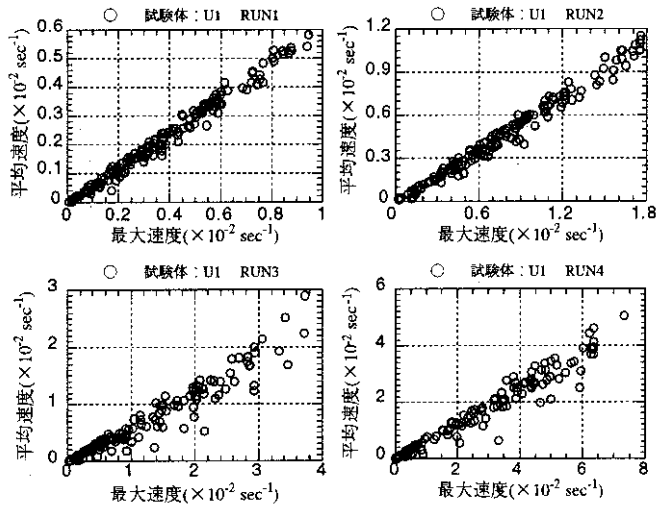 試験体：U1 RUN1
0.6
0.5
0.4
0.3
0.2
0.1
0
平均速度(×10⁻² sec⁻¹)
0 0.2 0.4 0.6 0.8 1
最大速度(×10⁻² sec⁻¹)
試験体：U1 RUN2
1.2
0.9
0.6
0.3
0
平均速度(×10⁻² sec⁻¹)
0 0.6 1.2 1.8
最大速度(×10⁻² sec⁻¹)
試験体：U1 RUN3
3
2
1
0
平均速度(×10⁻² sec⁻¹)
0 1 2 3 4
最大速度(×10⁻² sec⁻¹)
試験体：U1 RUN4
6
4
2
0
平均速度(×10⁻² sec⁻¹)
0 2 4 6 8
最大速度(×10⁻² sec⁻¹)